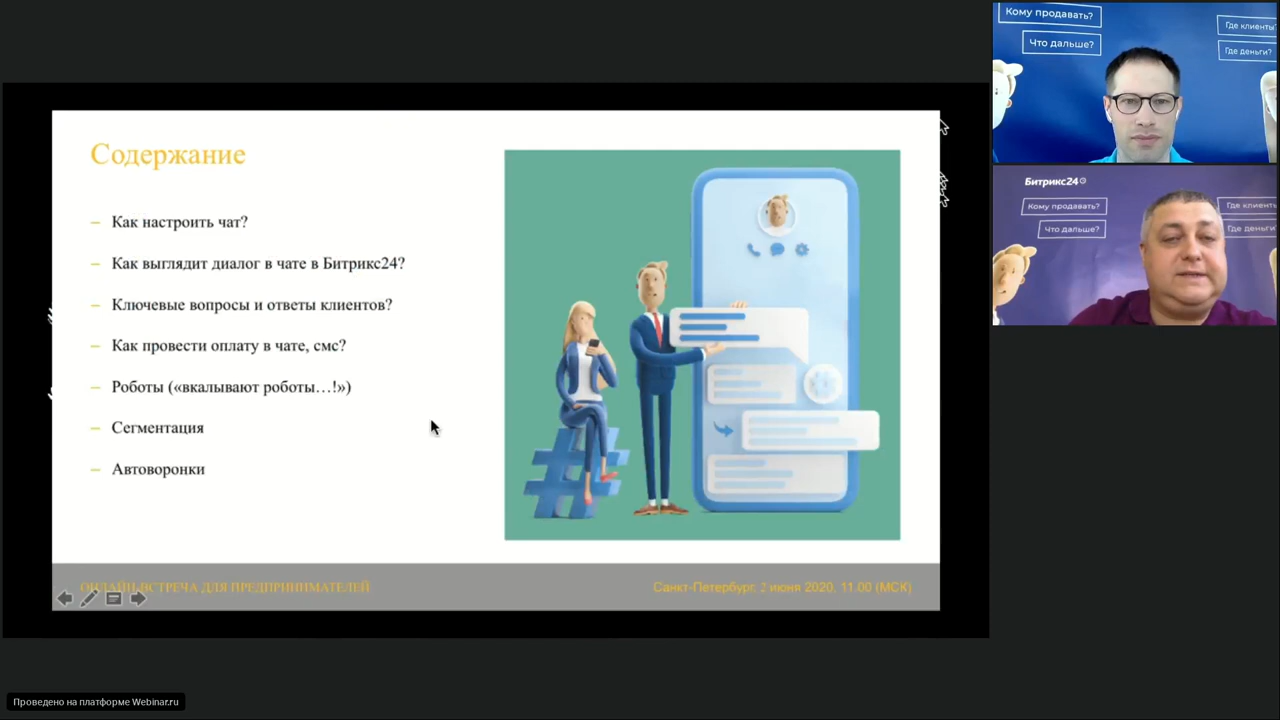 Содержание
– Как настроить чат?
– Как выглядит диалог в чате в Битрикс24?
– Ключевые вопросы и ответы клиентов?
– Как провести оплату в чате, смс?
– Роботы («вкалывают роботы…!»)
– Сегментация
– Автоворонки
ОНЛАЙН-ВСТРЕЧА ДЛЯ ПРЕДПРИНИМАТЕЛЕЙ
Санкт-Петербург, 2 июня 2020, 11.00 (МСК)
Кому продавать?
Где клиенты?
Что дальше?
Где деньги?
Битрикс24
Кому продавать?
Где клиенты
Что дальше?
Где деньги
Проведено на платформе Webinar.ru